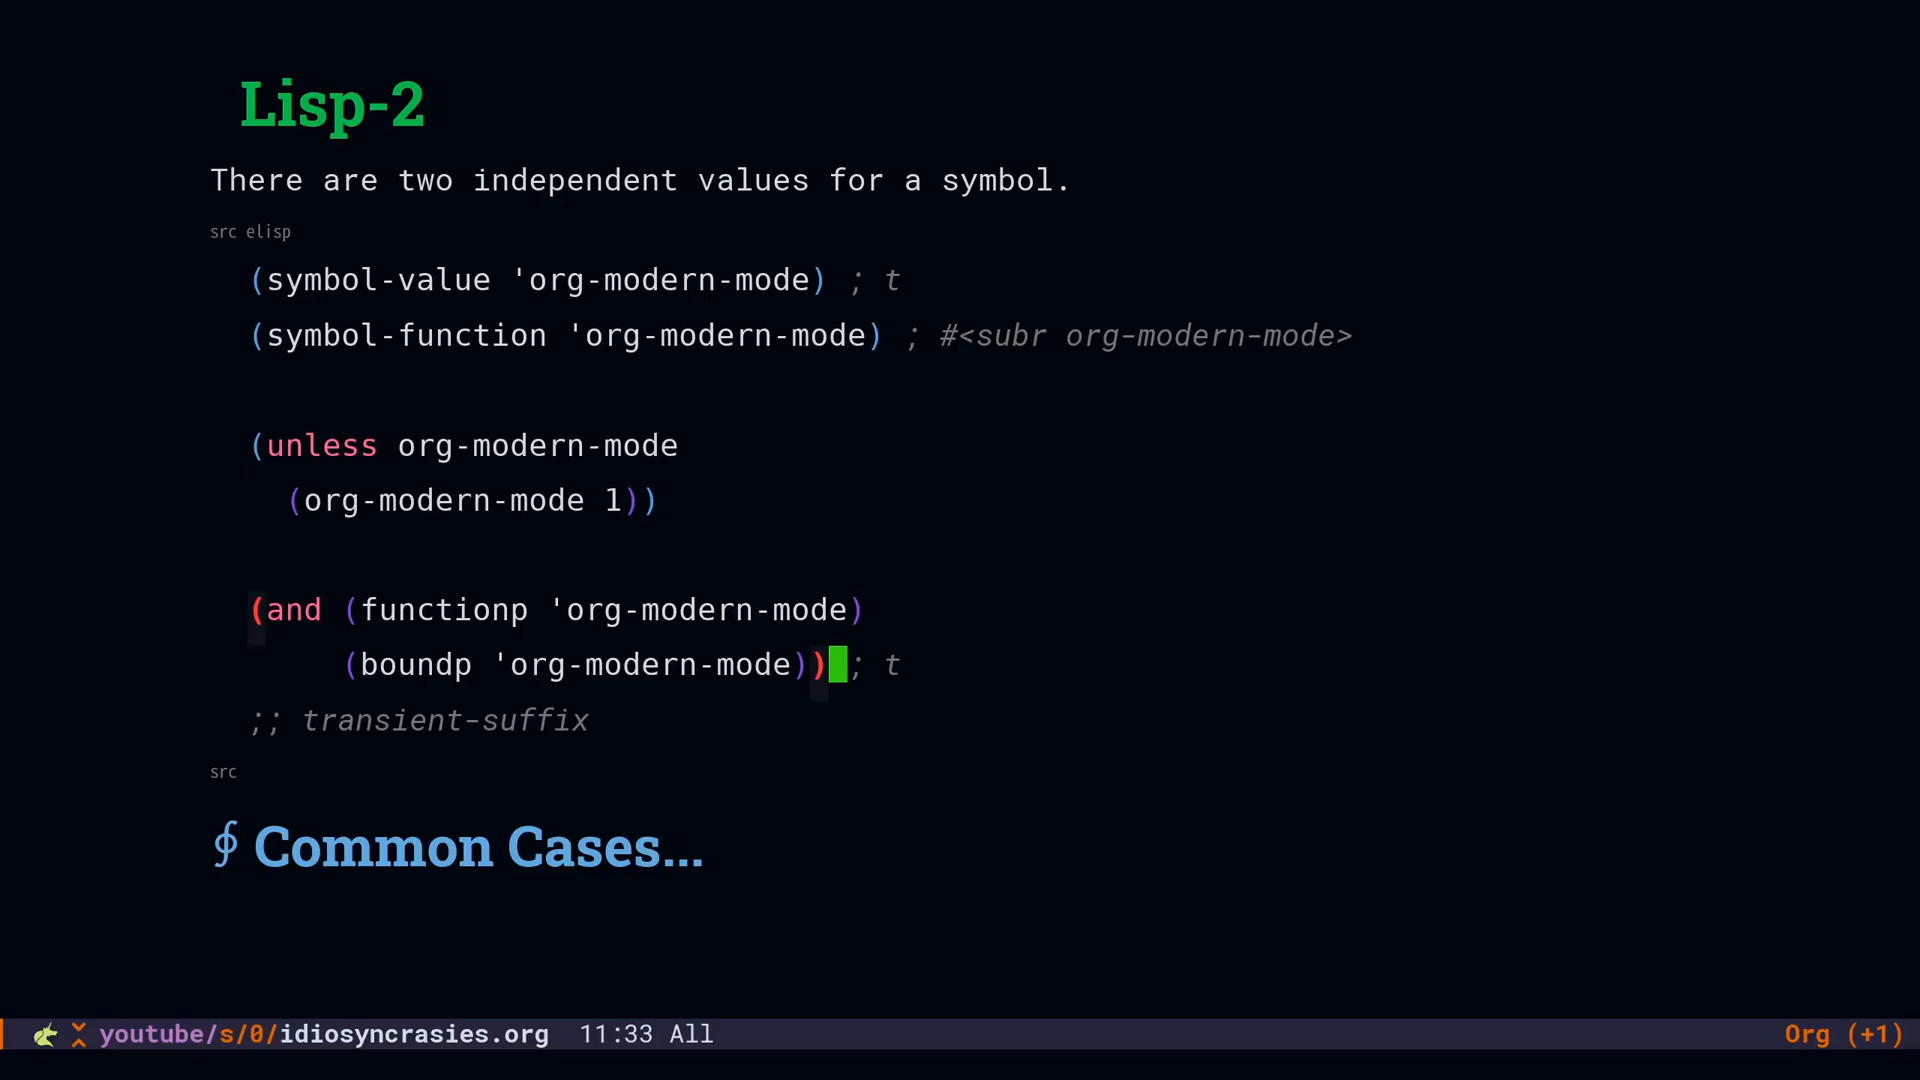 Lisp-2
There are two independent values for a symbol.
src elisp
(symbol-value 'org-modern-mode) ; t
(symbol-function 'org-modern-mode) ; #<subr org-modern-mode>
(unless org-modern-mode
(org-modern-mode 1))
(and (functionp 'org-modern-mode)
(boundp 'org-modern-mode)) ; t
;; transient-suffix
src
∮ Common Cases...
youtube/s/0/idiosyncrasies.org 11:33 All
Org (+1)